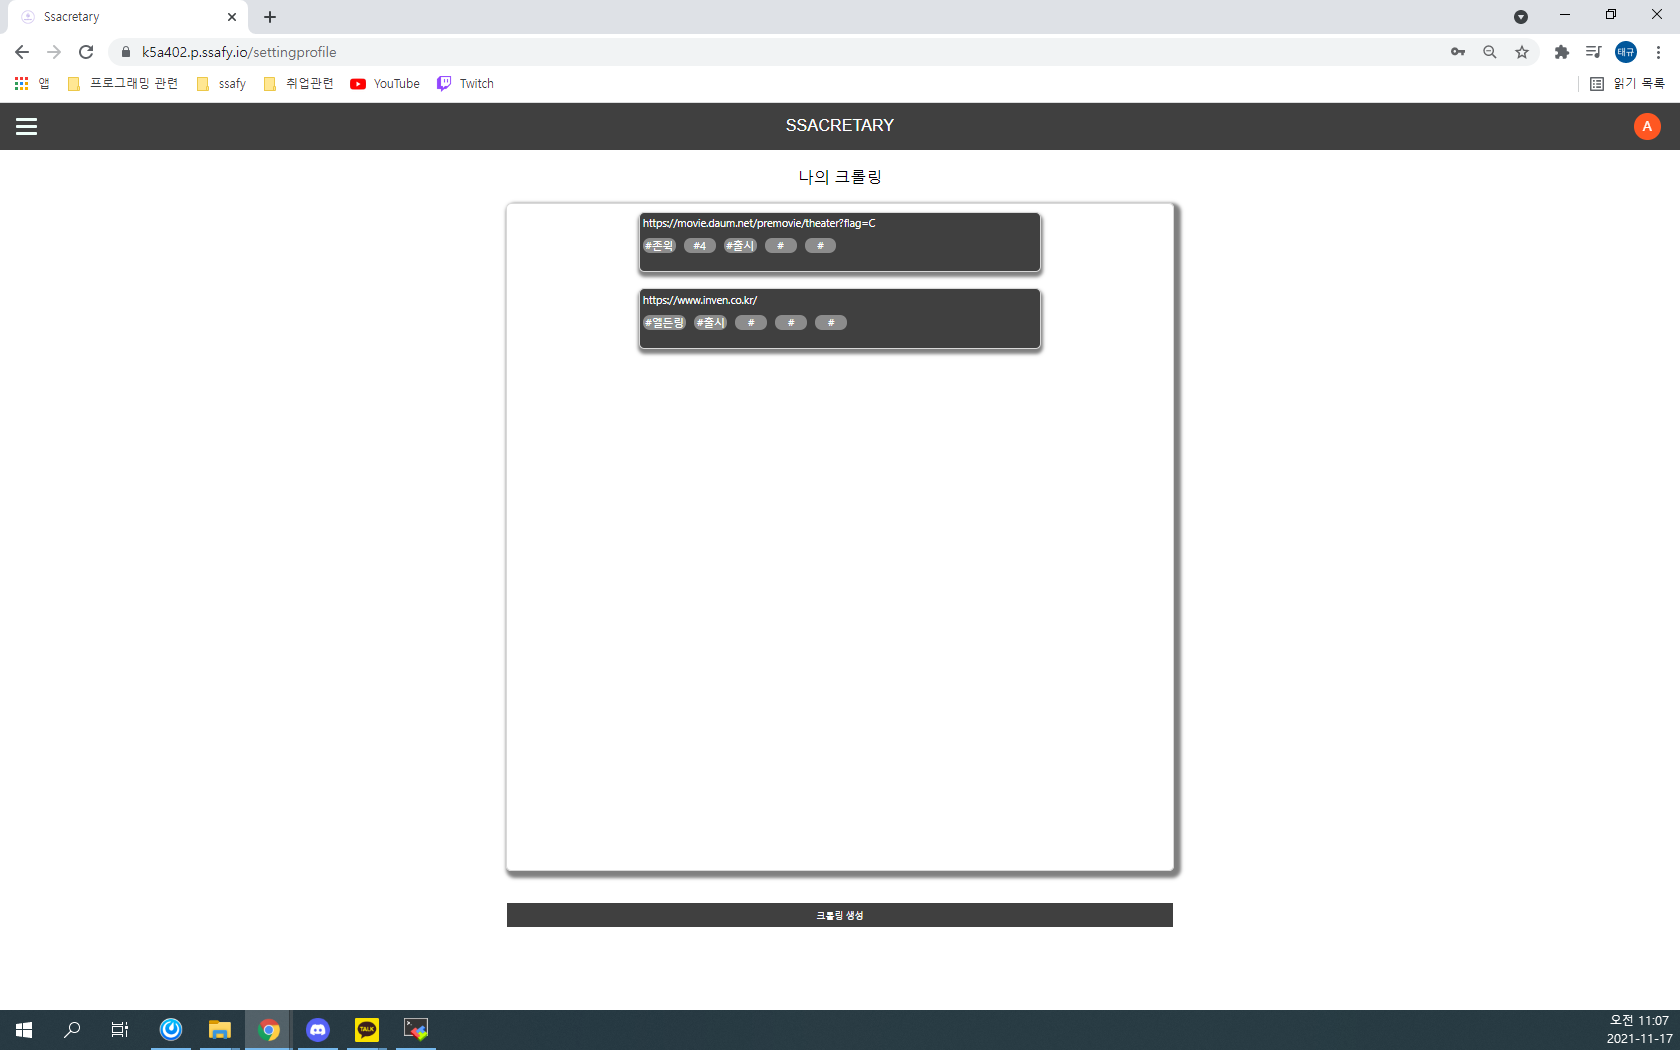 Ssacretary
k5a402.p.ssafy.io/settingprofile
태규
앱 프로그래밍 관련 ssafy 취업관련 YouTube Twitch 읽기 목록
SSACRETARY
A
나의 크롤링
https://movie.daum.net/premovie/theater?flag=C
#존윅 #4 #출시 # #
https://www.inven.co.kr/
#엘든링 #출시 # # #
크롤링 생성
TALK
오전 11:07
2021-11-17